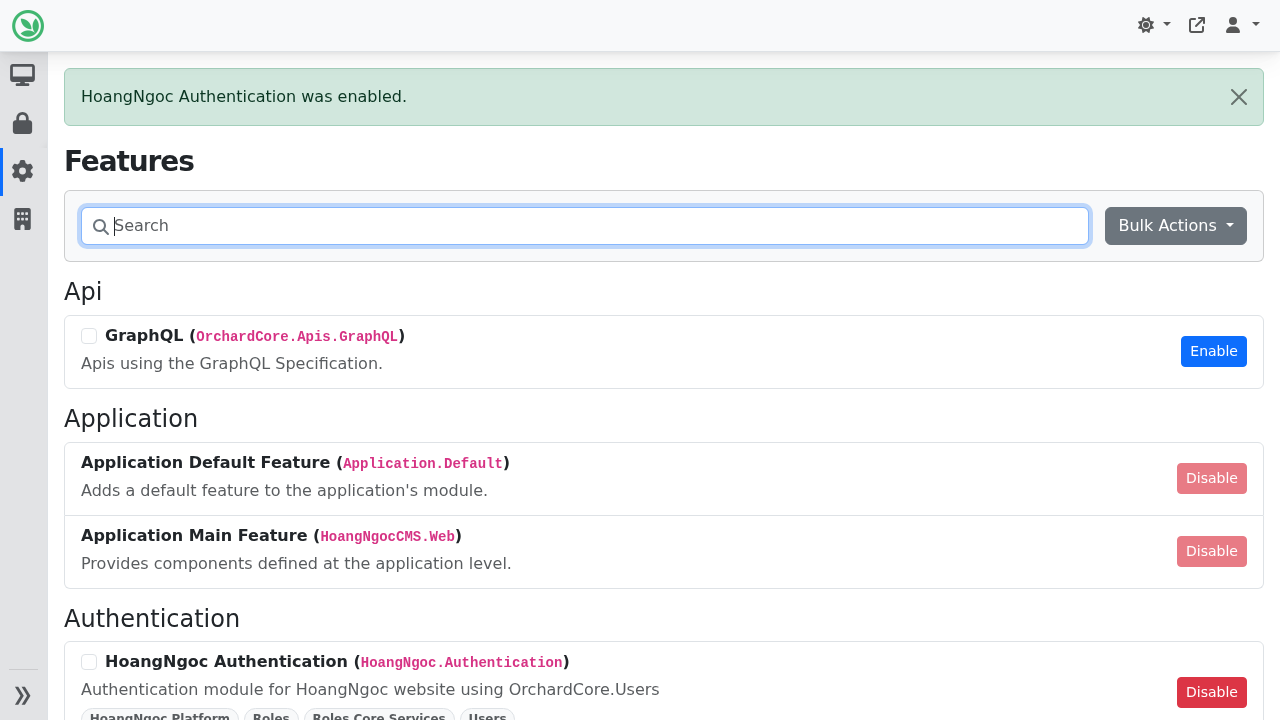 HoangNgoc Authentication was enabled.
Features
Search
Bulk Actions
Api
GraphQL (OrchardCore.Apis.GraphQL)
Apis using the GraphQL Specification.
Enable
Application
Application Default Feature (Application.Default)
Adds a default feature to the application's module.
Disable
Application Main Feature (HoangNgocCMS.Web)
Provides components defined at the application level.
Disable
Authentication
HoangNgoc Authentication (HoangNgoc.Authentication)
Authentication module for HoangNgoc website using OrchardCore.Users
Disable
HoangNgoc Platform Roles Roles Core Services Users